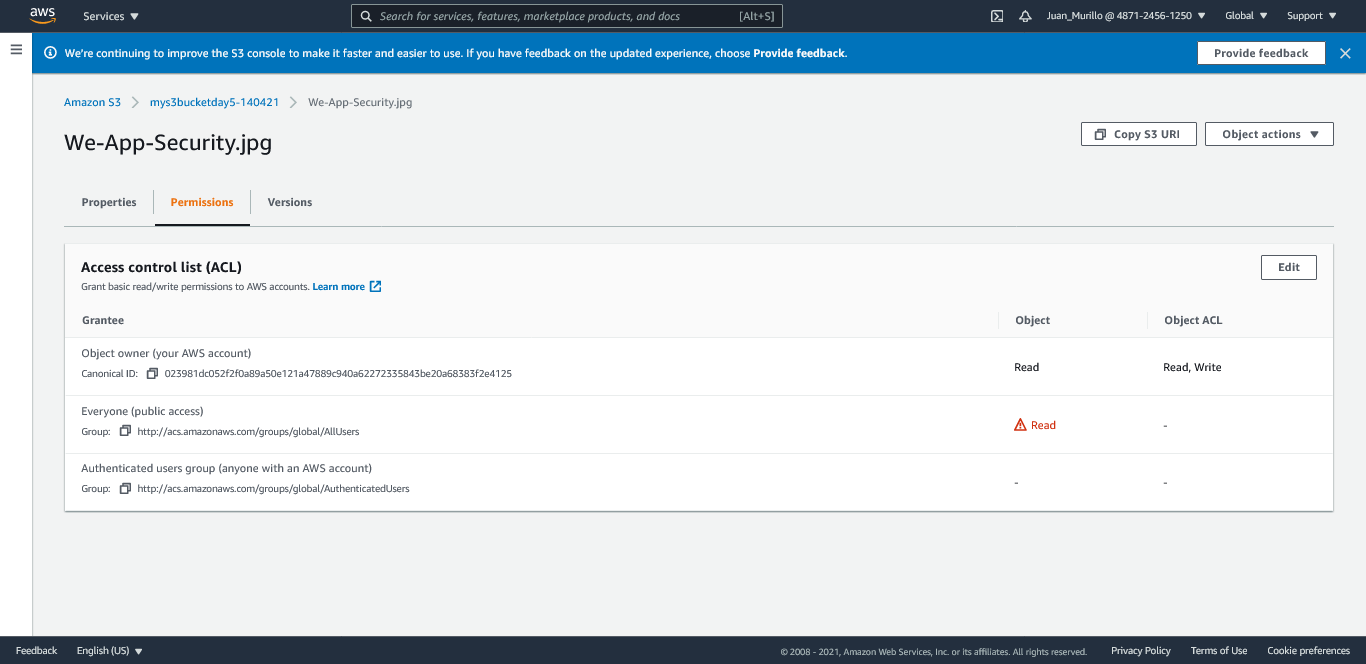 aws Services Search for services, features, marketplace products, and docs [Alt+S] Juan_Murillo @ 4871-2456-1250 Global Support
We're continuing to improve the S3 console to make it faster and easier to use. If you have feedback on the updated experience, choose Provide feedback. Provide feedback
Amazon S3 mys3bucketday5-140421 We-App-Security.jpg
We-App-Security.jpg Copy S3 URI Object actions
Properties Permissions Versions
Access control list (ACL) Edit
Grant basic read/write permissions to AWS accounts. Learn more
Grantee Object Object ACL
Object owner (your AWS account)
Canonical ID: 023981dc052f2f0a89a50e121a47889c940a62272335843be20a68383f2e4125 Read Read, Write
Everyone (public access)
Group: http://acs.amazonaws.com/groups/global/AllUsers Read -
Authenticated users group (anyone with an AWS account)
Group: http://acs.amazonaws.com/groups/global/AuthenticatedUsers - -
Feedback English (US) © 2008 - 2021, Amazon Web Services, Inc. or its affiliates. All rights reserved. Privacy Policy Terms of Use Cookie preferences